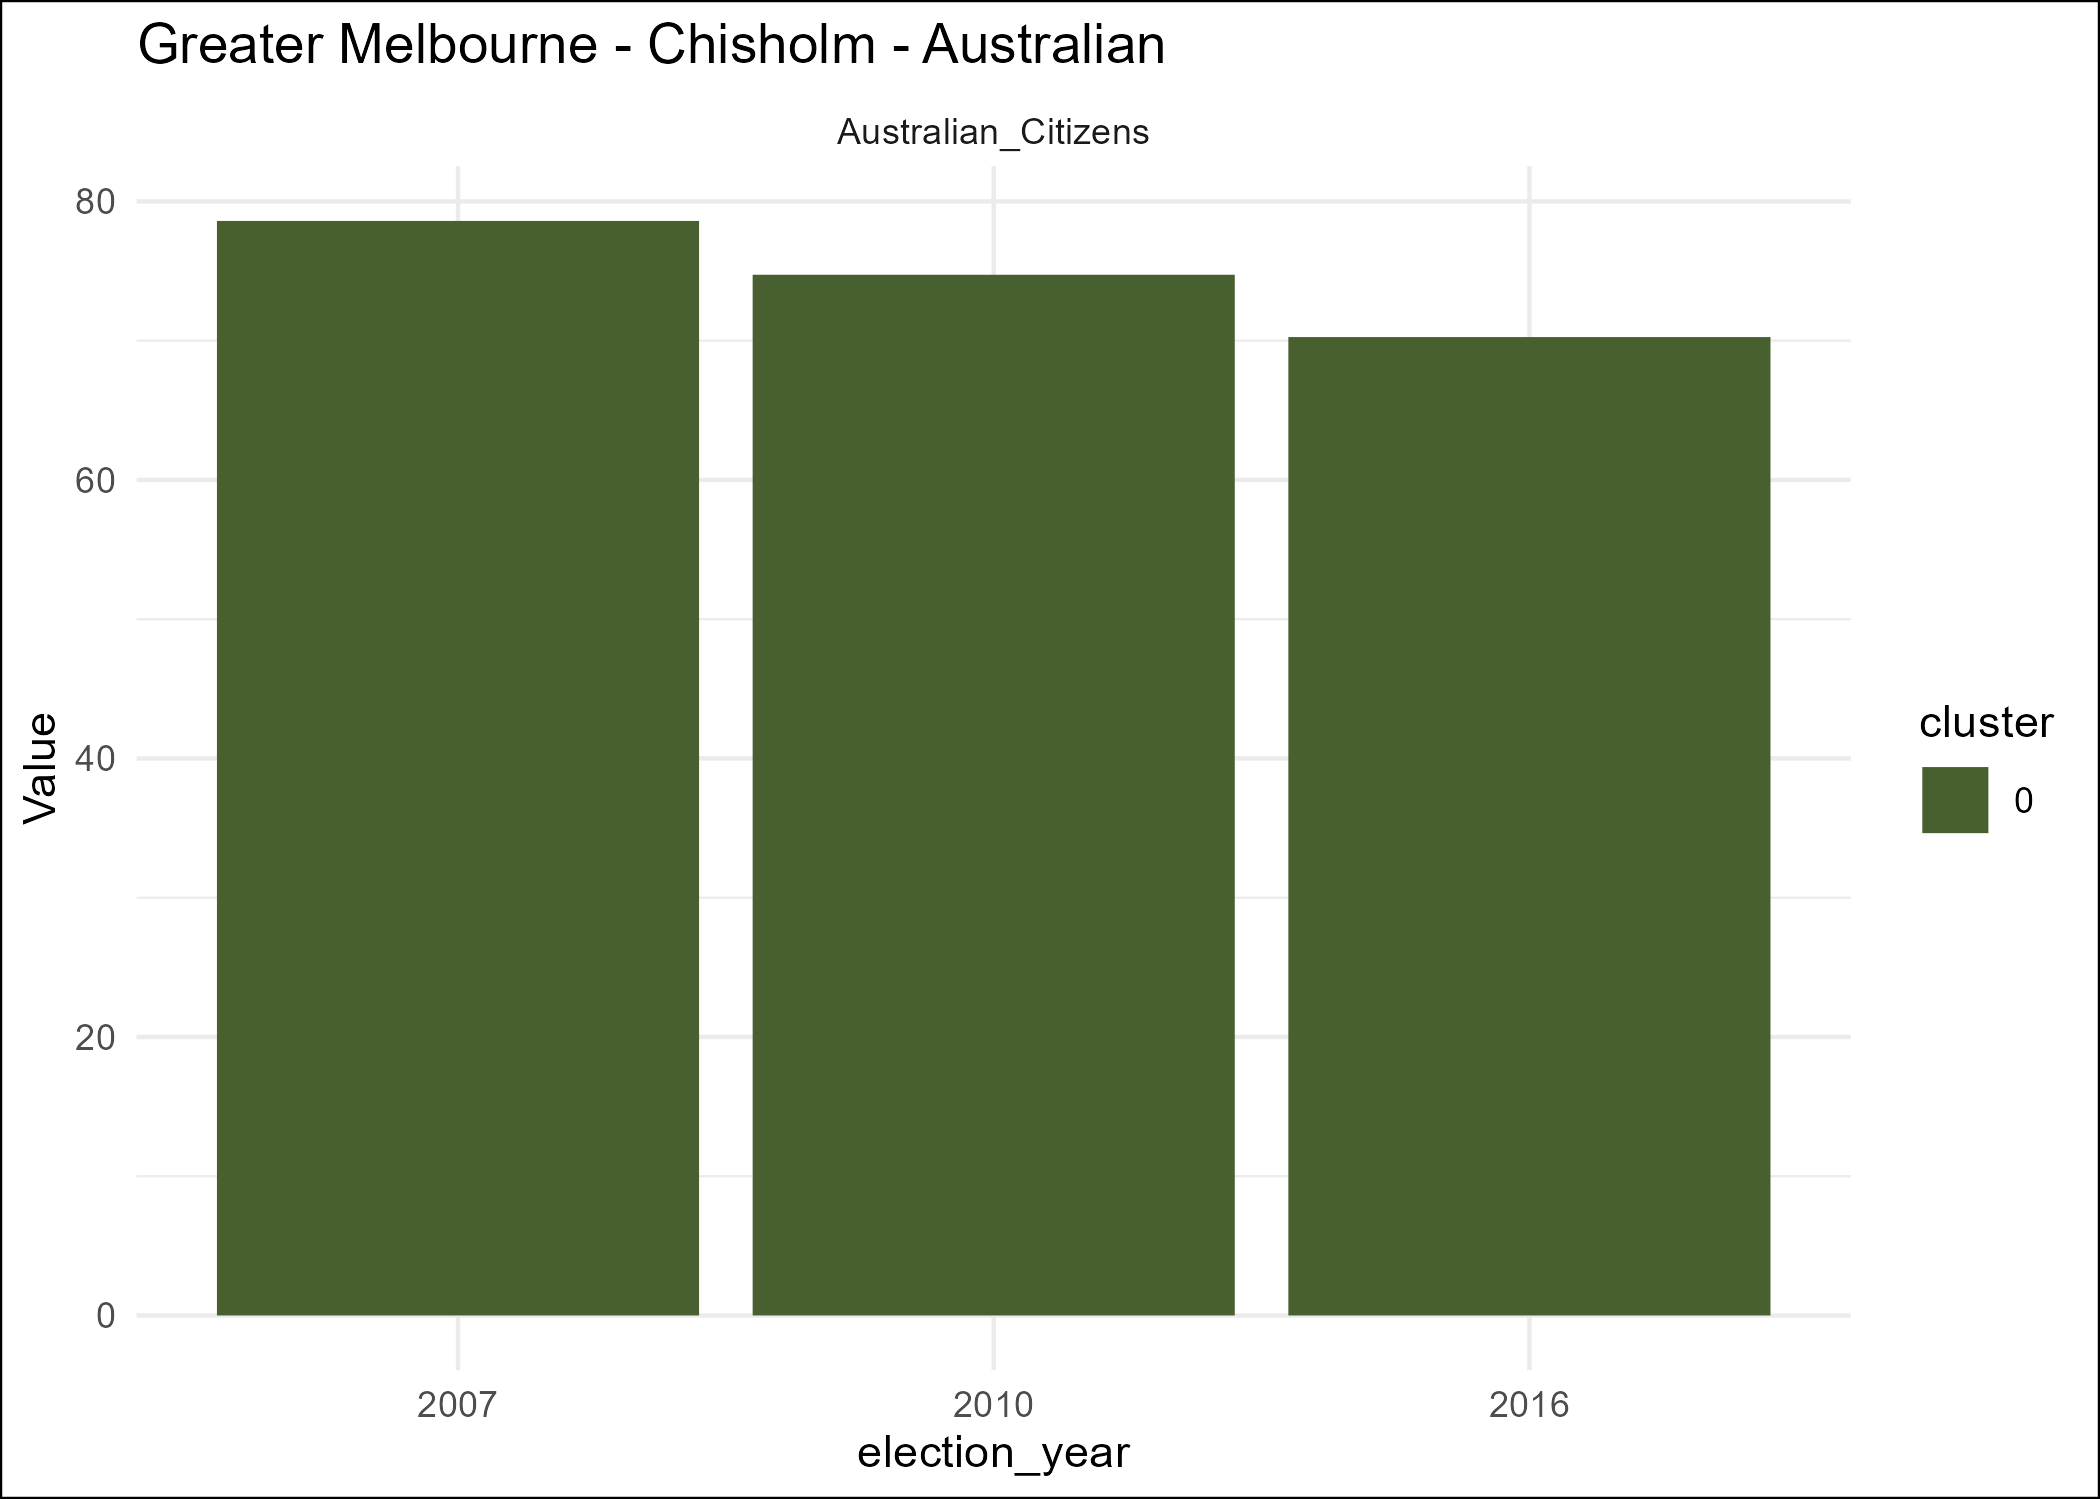 Greater Melbourne - Chisholm - Australian
Australian_Citizens
80
60
40
20
0
Value
2007 2010 2016
election_year
cluster
0